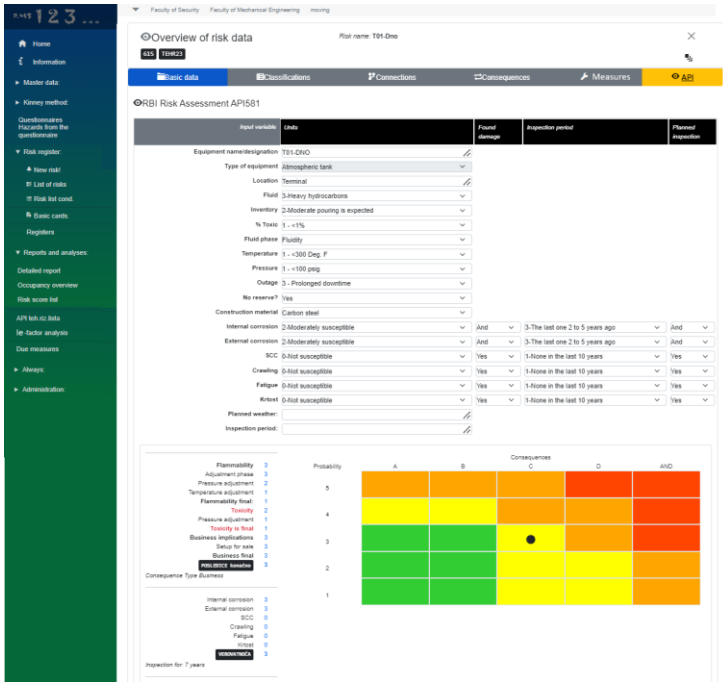 RMS 1 2 3 ...
Home
Information
Master data:
Kinney method:
Questionnaires
Hazards from the
questionnaire
Risk register:
New risk!
List of risks
Risk list cond.
Basic cards.
Registers
Reports and analyses:
Detailed report
Occupancy overview
Risk score list
API teh.riz.lista
Ie -factor analysis
Due measures
Always:
Administration:
Faculty of Security Faculty of Mechanical Engineering moving
Overview of risk data Risk name: T01-Dno
615 TEHR23
Basic data Classifications Connections Consequences Measures API
RBI Risk Assessment API581
Input variable Units Found damage Inspection period Planned inspection
Equipment name/designation T01-DNO
Type of equipment Atmospheric tank
Location Terminal
Fluid 3-Heavy hydrocarbons
Inventory 2-Moderate pouring is expected
% Toxic 1 - <1%
Fluid phase Fluidity
Temperature 1 - <300 Deg. F
Pressure 1 - <100 psig
Outage 3 - Prolonged downtime
No reserve? Yes
Construction material Carbon steel
Internal corrosion 2-Moderately susceptible And 3-The last one 2 to 5 years ago And
External corrosion 2-Moderately susceptible And 3-The last one 2 to 5 years ago And
SCC 0-Not susceptible Yes 1-None in the last 10 years Yes
Crawling 0-Not susceptible Yes 1-None in the last 10 years Yes
Fatigue 0-Not susceptible Yes 1-None in the last 10 years Yes
Krtost 0-Not susceptible Yes 1-None in the last 10 years Yes
Planned weather:
Inspection period:
Flammability 3
Adjustment phase 3
Pressure adjustment 2
Temperature adjustment 1
Flammability final: 1
Toxicity 2
Pressure adjustment 1
Toxicity is final 1
Business implications 3
Setup for sale 3
Business final 3
POSLEDICE konačno 3
Consequence Type Business
Internal corrosion 3
External corrosion 3
SCC 0
Crawling 0
Fatigue 0
Krtost 0
VEROVATNOĆA 3
Inspection for: 7 years
Consequences
Probability A B C D AND
5
4
3
2
1